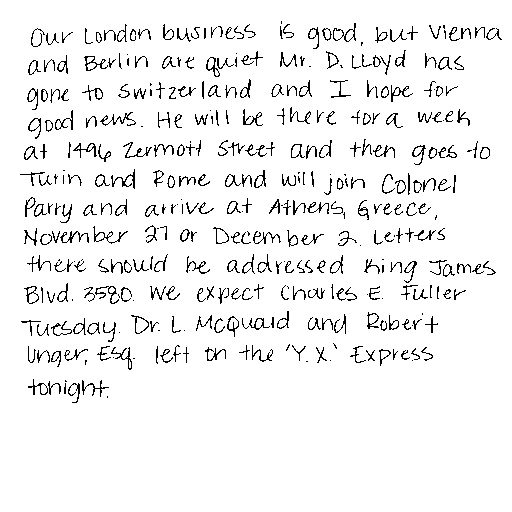 Our London business is good, but Vienna
and Berlin are quiet Mr. D. LLoyd has
gone to Switzerland and I hope for
good news. He will be there for a week
at 1496 Zermott Street and then goes to
Turin and Rome and will join Colonel
Parry and arrive at Athens, Greece,
November 27 or December 2. Letters
there should be addressed King James
Blvd. 3580. We expect Charles E. Fuller
Tuesday. Dr. L. McQuaid and Robert
Unger, Esq. left on the 'Y.X.' Express
tonight.